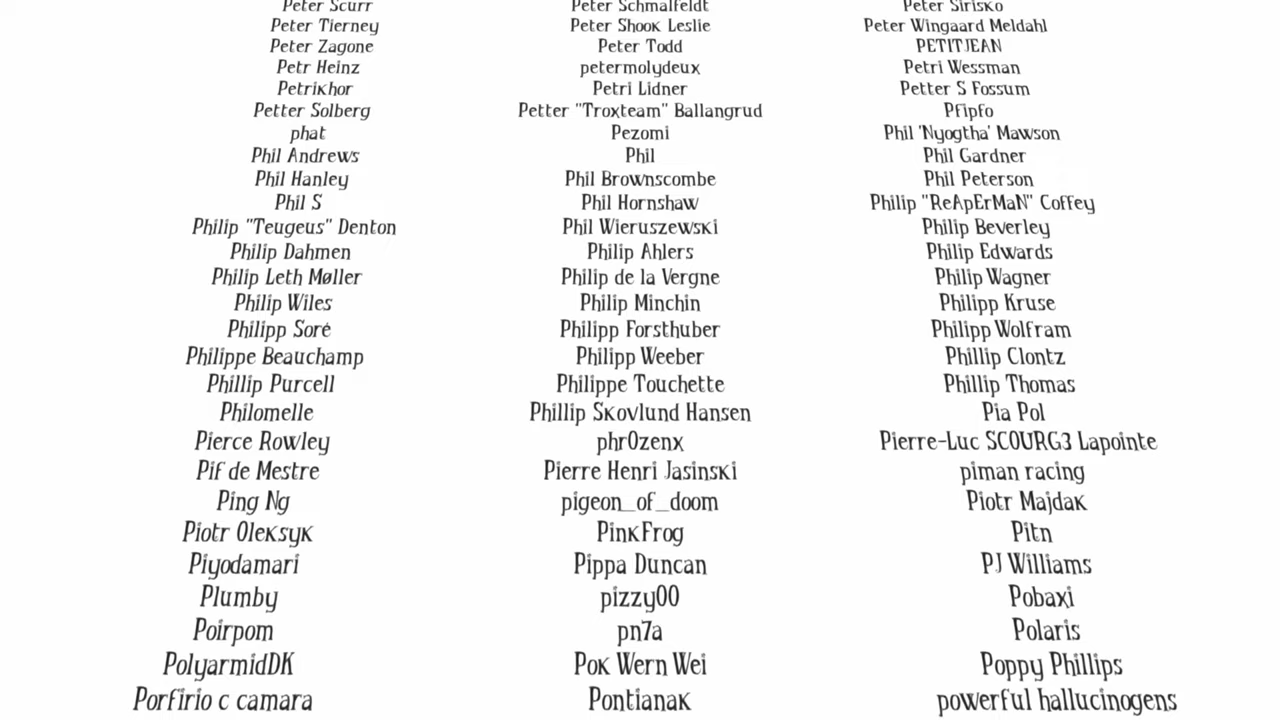 Peter Scurr Peter Schmalfeldt Peter Sirisko
Peter Tierney Peter Shook Leslie Peter Wingaard Meldahl
Peter Zagone Peter Todd PETITJEAN
Petr Heinz petermolydeux Petri Wessman
Petrikhor Petri Lidner Petter S Fossum
Petter Solberg Petter "Troxteam" Ballangrud Pfipfo
phat Pezomi Phil 'Nyogtha' Mawson
Phil Andrews Phil Phil Gardner
Phil Hanley Phil Brownscombe Phil Peterson
Phil S Phil Hornshaw Philip "ReApErMaN" Coffey
Philip "Teugeus" Denton Phil Wieruszewski Philip Beverley
Philip Dahmen Philip Ahlers Philip Edwards
Philip Leth Møller Philip de la Vergne Philip Wagner
Philip Wiles Philip Minchin Philipp Kruse
Philipp Soré Philipp Forsthuber Philipp Wolfram
Philippe Beauchamp Philipp Weeber Phillip Clontz
Phillip Purcell Philippe Touchette Phillip Thomas
Philomelle Phillip Skovlund Hansen Pia Pol
Pierce Rowley phr0zenx Pierre-Luc SC0URG3 Lapointe
Pif de Mestre Pierre Henri Jasinski piman racing
Ping Ng pigeon_of_doom Piotr Majdak
Piotr Oleksyk PinkFrog Pitn
Piyodamari Pippa Duncan PJ Williams
Plumby pizzy00 Pobaxi
Poirpom pn7a Polaris
PolyarmidDK Pok Wern Wei Poppy Phillips
Porfirio c camara Pontianak powerful hallucinogens